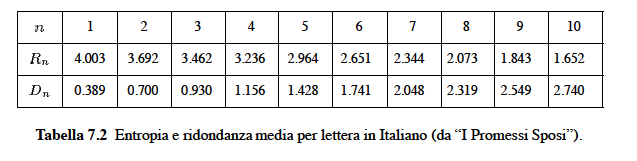 n 1 2 3 4 5 6 7 8 9 10
Rn 4.003 3.692 3.462 3.236 2.964 2.651 2.344 2.073 1.843 1.652
Dn 0.389 0.700 0.930 1.156 1.428 1.741 2.048 2.319 2.549 2.740
Tabella 7.2 Entropia e ridondanza media per lettera in Italiano (da “I Promessi Sposi”).